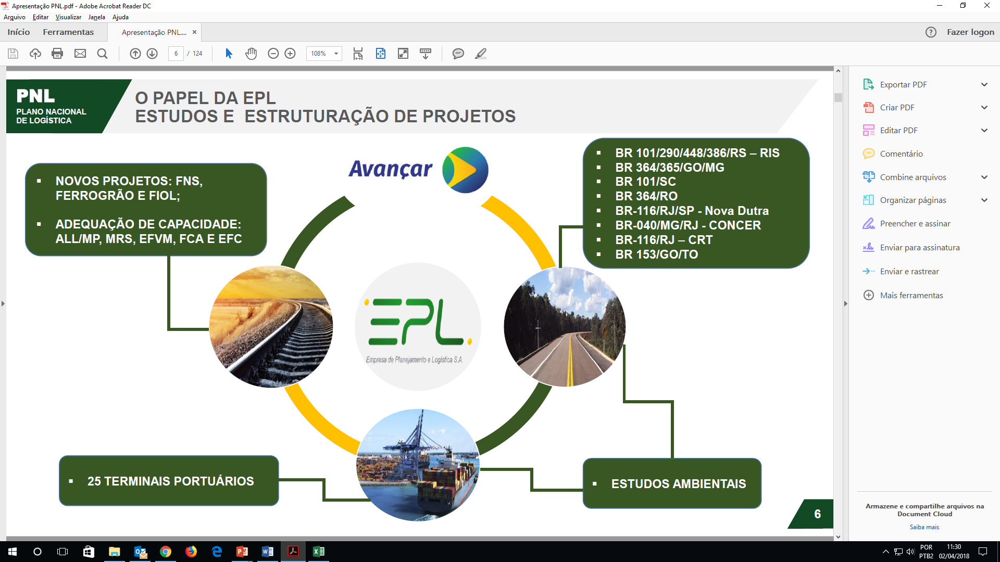 Apresentação PNL.pdf - Adobe Acrobat Reader DC
Arquivo Editar Visualizar Janela Ajuda
Início Ferramentas Apresentação PNL.... × Fazer logon
6 / 124 108%
PNL
PLANO NACIONAL
DE LOGÍSTICA
O PAPEL DA EPL
ESTUDOS E ESTRUTURAÇÃO DE PROJETOS
Avançar
▪ NOVOS PROJETOS: FNS,
FERROGRÃO E FIOL;
▪ ADEQUAÇÃO DE CAPACIDADE:
ALL/MP, MRS, EFVM, FCA E EFC
▪ BR 101/290/448/386/RS – RIS
▪ BR 364/365/GO/MG
▪ BR 101/SC
▪ BR 364/RO
▪ BR-116/RJ/SP - Nova Dutra
▪ BR-040/MG/RJ - CONCER
▪ BR-116/RJ – CRT
▪ BR 153/GO/TO
EPL
Empresa de Planejamento e Logística S.A.
▪ 25 TERMINAIS PORTUÁRIOS
▪ ESTUDOS AMBIENTAIS
6
Exportar PDF
Criar PDF
Editar PDF
Comentário
Combine arquivos
Organizar páginas
Preencher e assinar
Enviar para assinatura
Enviar e rastrear
Mais ferramentas
Armazene e compartilhe arquivos na
Document Cloud
Saiba mais
POR
PTB2
11:30
02/04/2018